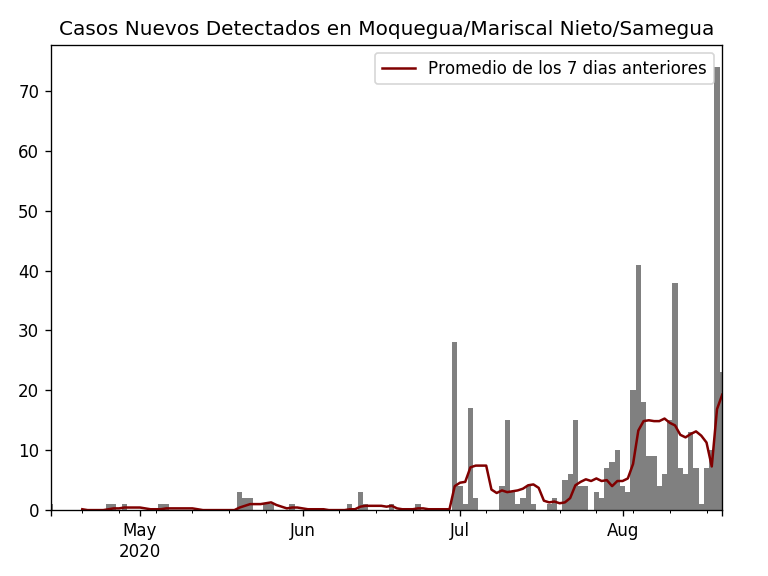 Casos Nuevos Detectados en Moquegua/Mariscal Nieto/Samegua
Promedio de los 7 dias anteriores
70
60
50
40
30
20
10
0
May
Jun
Jul
Aug
2020